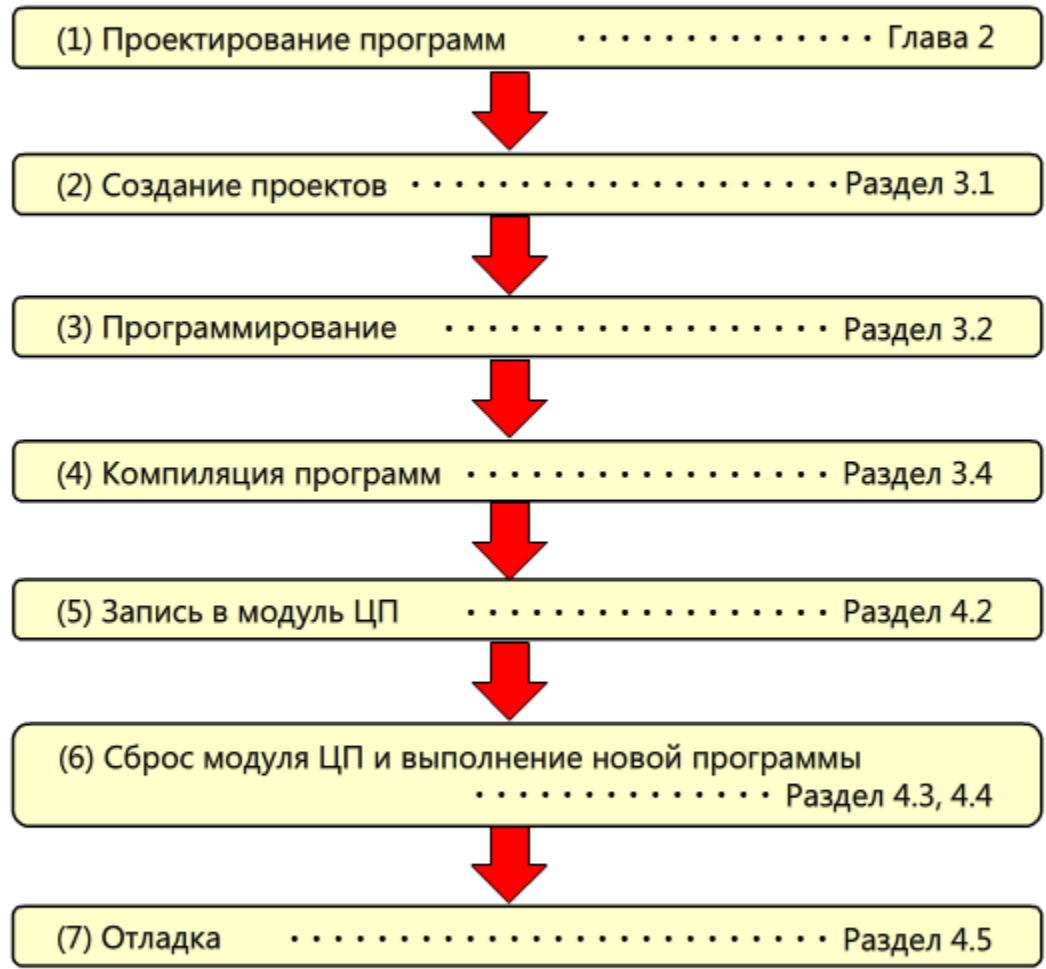 (1) Проектирование программ ・・・・・・・・・・・・・・ Глава 2
(2) Создание проектов ・・・・・・・・・・・・・・・・・・・ Раздел 3.1
(3) Программирование ・・・・・・・・・・・・・・・・・・ Раздел 3.2
(4) Компиляция программ ・・・・・・・・・・・・・・・・・ Раздел 3.4
(5) Запись в модуль ЦП ・・・・・・・・・・・・・・・・・ Раздел 4.2
(6) Сброс модуля ЦП и выполнение новой программы
・・・・・・・・・・・・・・ Раздел 4.3, 4.4
(7) Отладка ・・・・・・・・・・・・・・・・・・・・・・・・・ Раздел 4.5